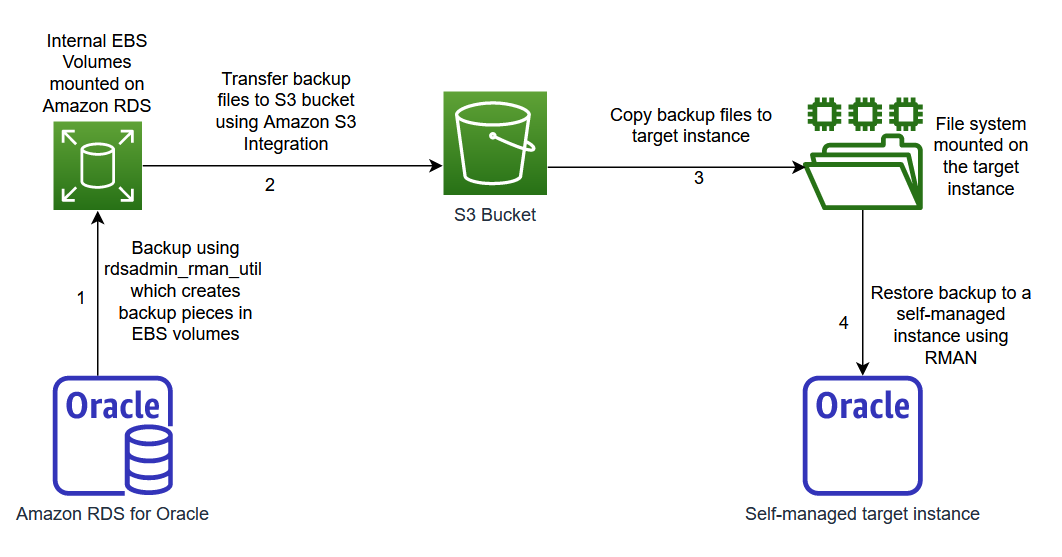 Internal EBS
Volumes
mounted on
Amazon RDS
Transfer backup
files to S3 bucket
using Amazon S3
Integration
2
S3 Bucket
Copy backup files to
target instance
3
File system
mounted on
the target
instance
Backup using
rdsadmin_rman_util
which creates
backup pieces in
EBS volumes
1
Restore backup to a
self-managed
instance using
RMAN
4
Oracle
Amazon RDS for Oracle
Oracle
Self-managed target instance